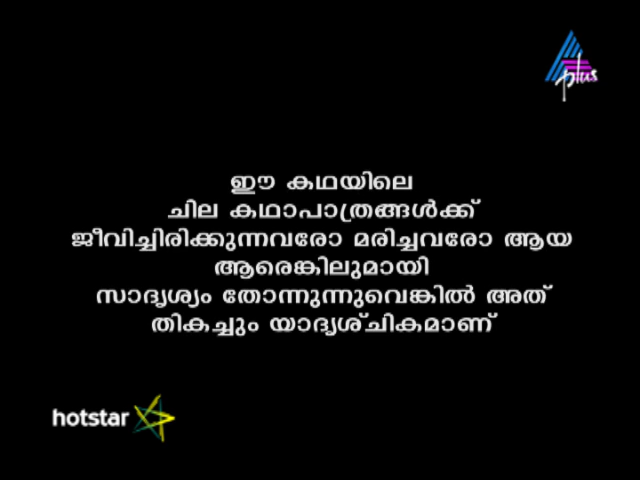 plus
ഈ കഥയിലെ
ചില കഥാപാത്രങ്ങൾക്ക്
ജീവിച്ചിരിക്കുന്നവരോ മരിച്ചവരോ ആയ
ആരെങ്കിലുമായി
സാദൃശ്യം തോന്നുന്നുവെങ്കിൽ അത്
തികച്ചും യാദൃശ്ചികമാണ്
hotstar